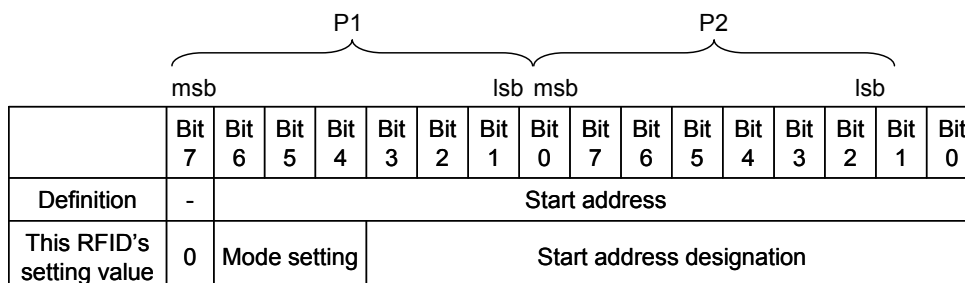 P1 P2
msb lsb msb lsb
Bit 7 Bit 6 Bit 5 Bit 4 Bit 3 Bit 2 Bit 1 Bit 0 Bit 7 Bit 6 Bit 5 Bit 4 Bit 3 Bit 2 Bit 1 Bit 0
Definition - Start address
This RFID's
setting value 0 Mode setting Start address designation